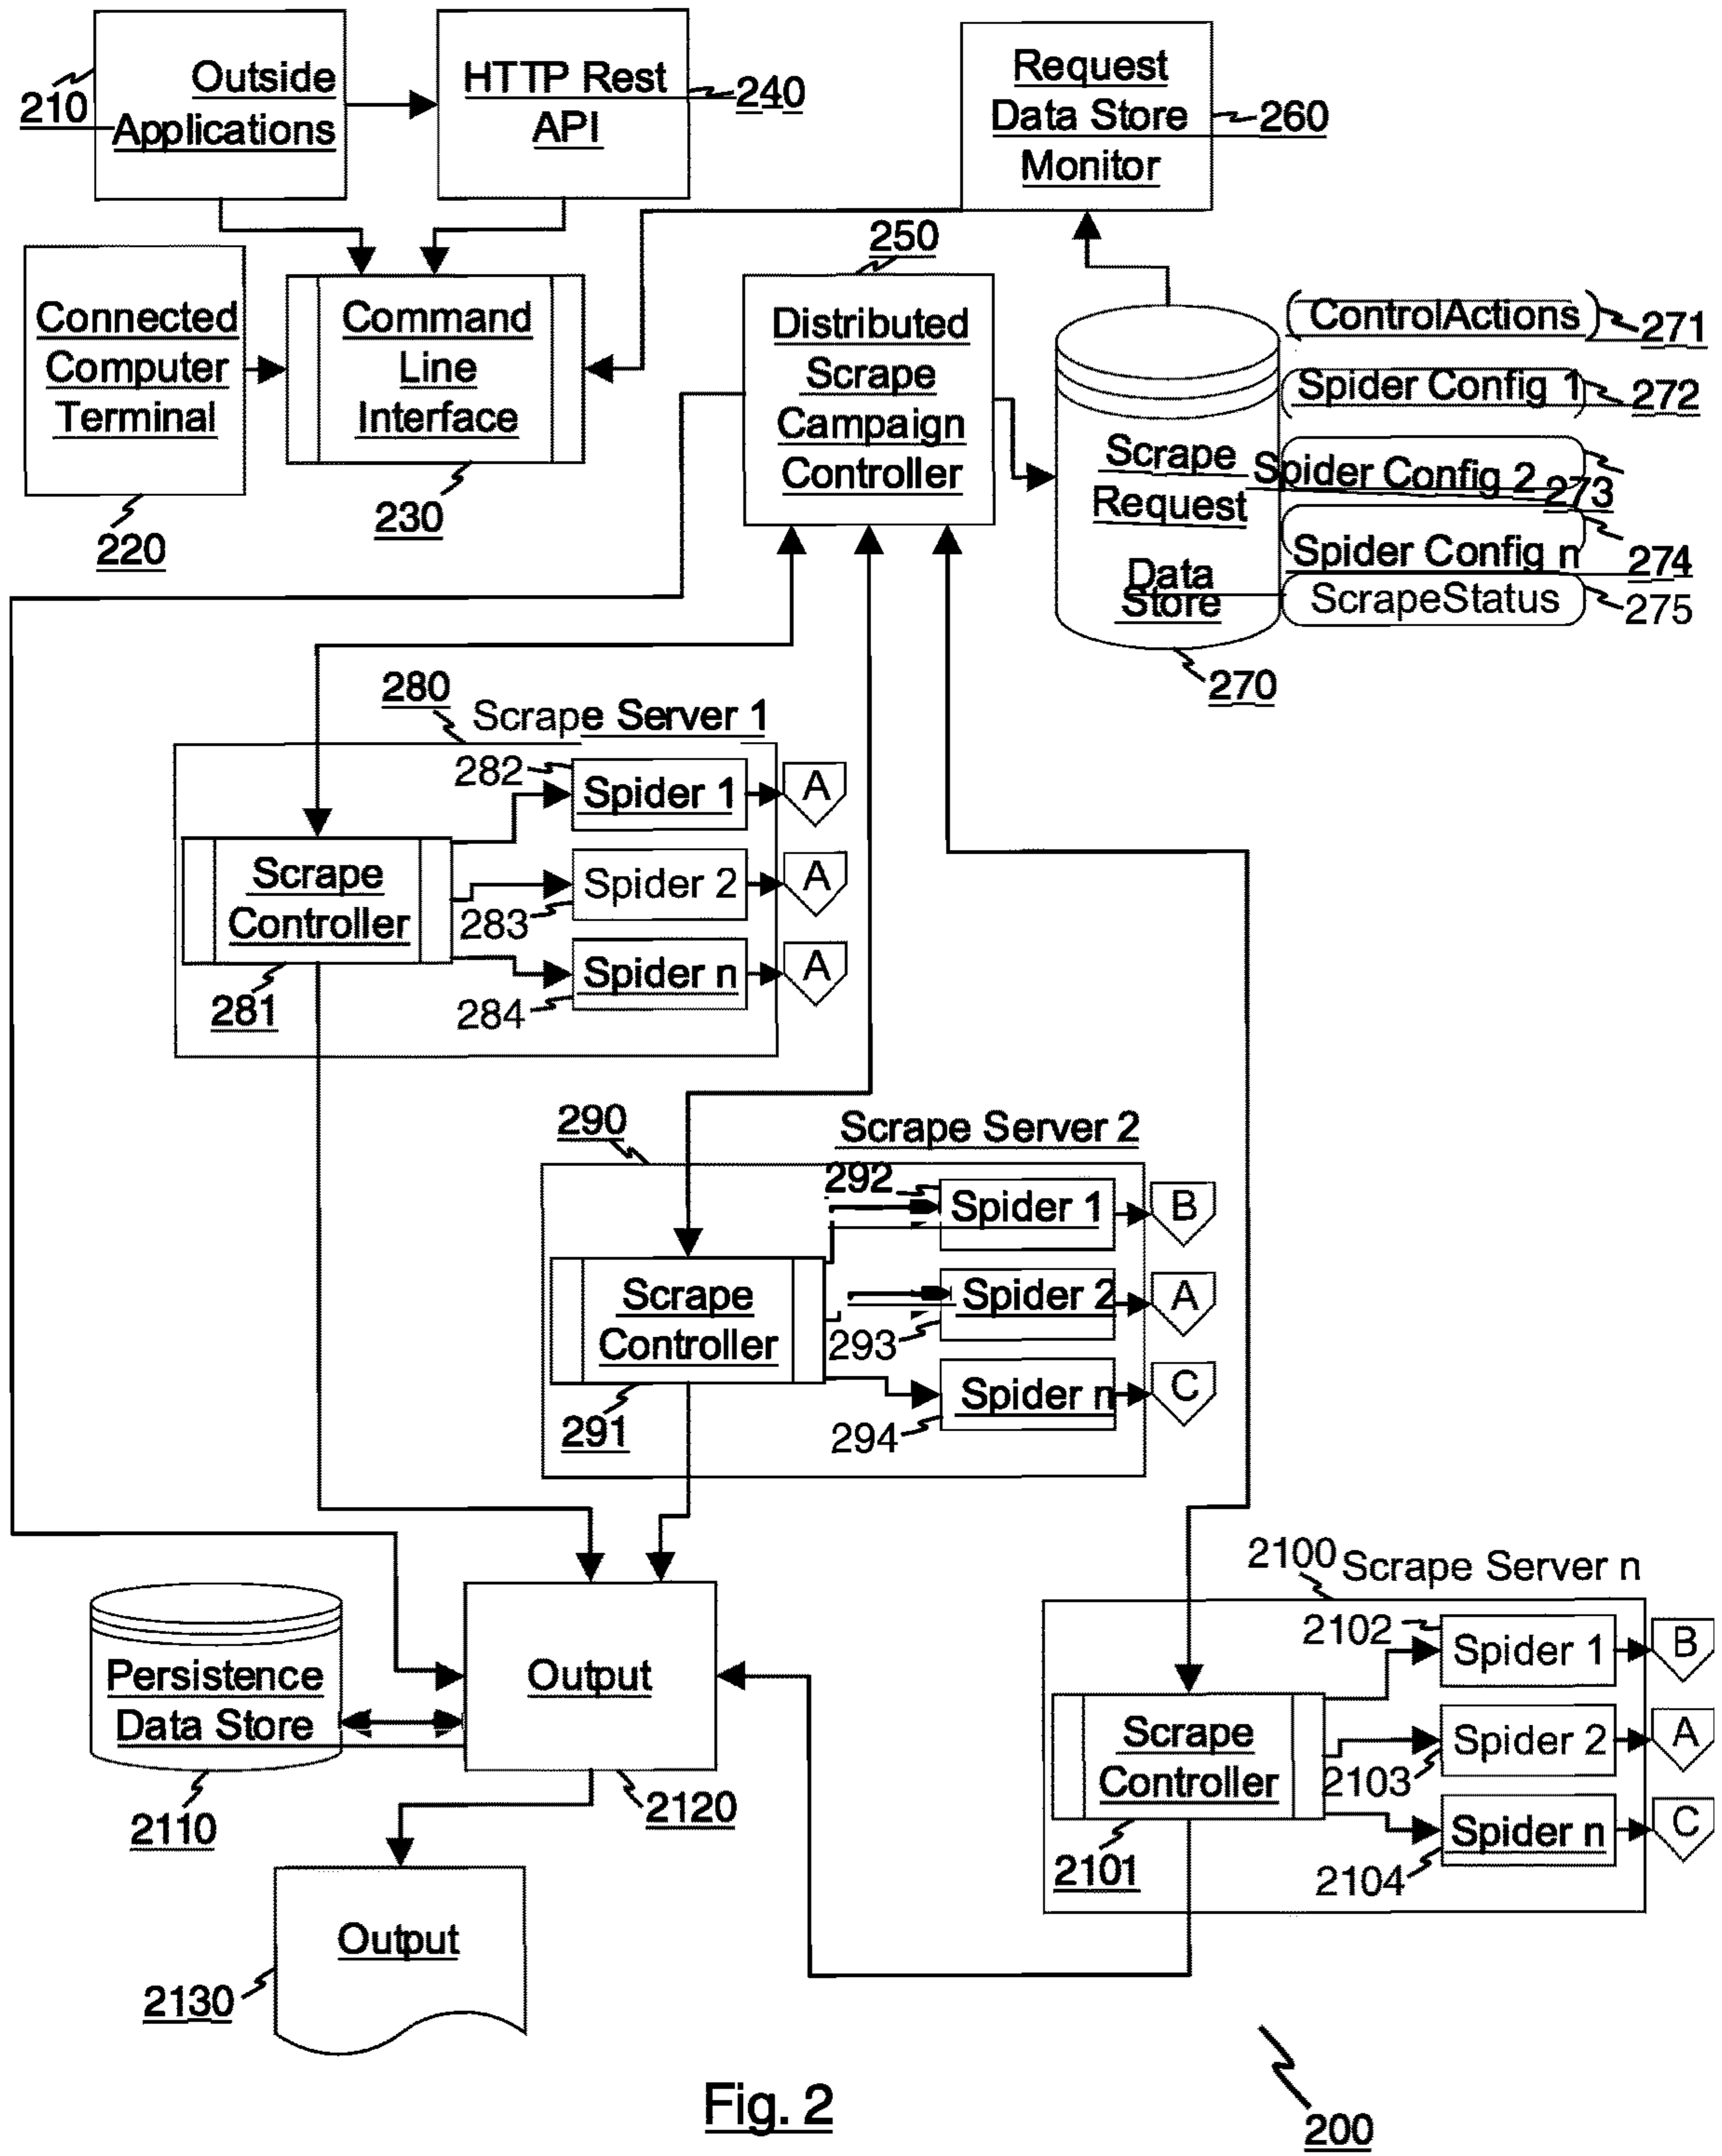 210
Outside
Applications
HTTP Rest
API
240
Request
Data Store
Monitor
260
250
Connected
Computer
Terminal
220
Command
Line
Interface
230
Distributed
Scrape
Campaign
Controller
Scrape
Request
Data
Store
270
ControlActions
271
Spider Config 1
272
Spider Config 2
273
Spider Config n
274
ScrapeStatus
275
280
Scrape Server 1
282
Spider 1
A
Scrape
Controller
281
283
Spider 2
A
284
Spider n
A
290
Scrape Server 2
292
Spider 1
B
Scrape
Controller
291
293
Spider 2
A
294
Spider n
C
2100
Scrape Server n
2102
Spider 1
B
Scrape
Controller
2101
2103
Spider 2
A
2104
Spider n
C
Persistence
Data Store
2110
Output
2120
Output
2130
Fig. 2
200